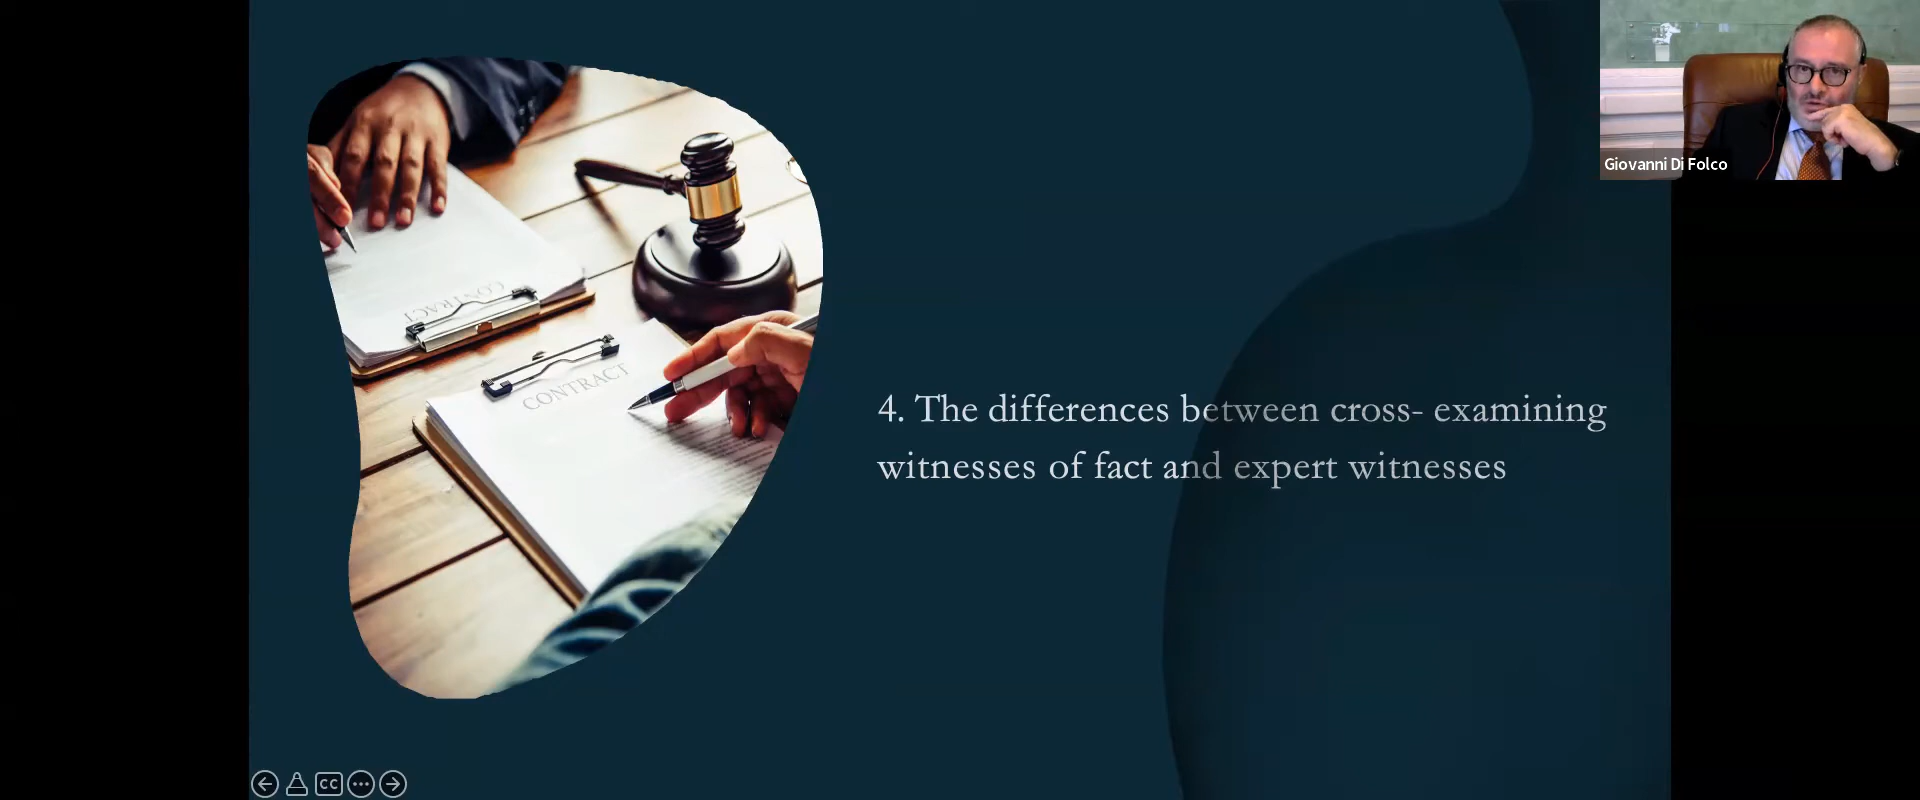 Giovanni Di Folco
CONTRACT
CONTRACT
4. The differences between cross- examining
witnesses of fact and expert witnesses
CC